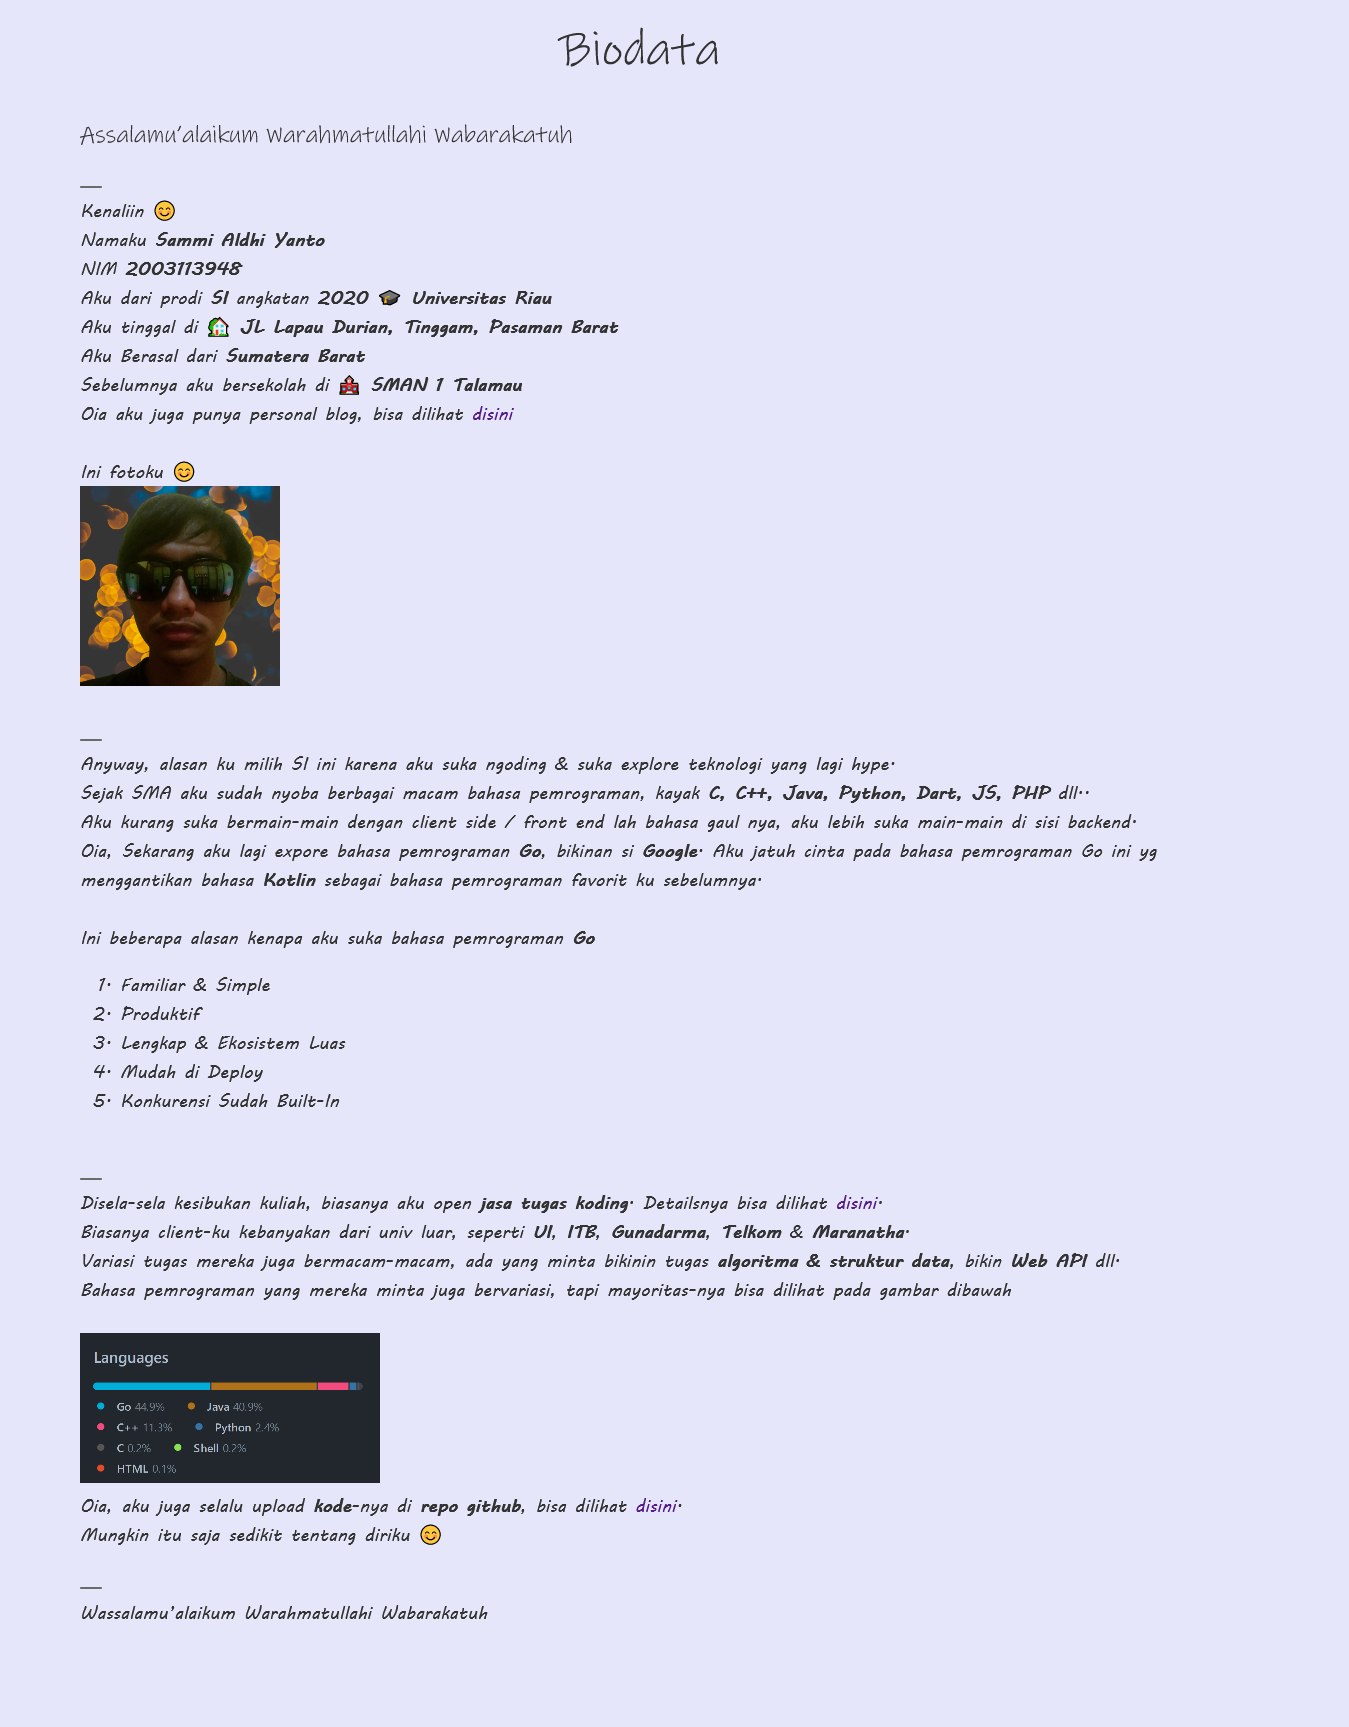 Biodata
Assalamu'alaikum Warahmatullahi Wabarakatuh
Kenaliin 😊
Namaku Sammi Aldhi Yanto
NIM 2003113948
Aku dari prodi SI angkatan 2020 🎓 Universitas Riau
Aku tinggal di 🏡 JL Lapau Durian, Tinggam, Pasaman Barat
Aku Berasal dari Sumatera Barat
Sebelumnya aku bersekolah di 🏫 SMAN 1 Talamau
Oia aku juga punya personal blog, bisa dilihat disini
Ini fotoku 😊
Anyway, alasan ku milih SI ini karena aku suka ngoding & suka explore teknologi yang lagi hype.
Sejak SMA aku sudah nyoba berbagai macam bahasa pemrograman, kayak C, C++, Java, Python, Dart, JS, PHP dll..
Aku kurang suka bermain-main dengan client side / front end lah bahasa gaul nya, aku lebih suka main-main di sisi backend.
Oia, Sekarang aku lagi expore bahasa pemrograman Go, bikinan si Google. Aku jatuh cinta pada bahasa pemrograman Go ini yg
menggantikan bahasa Kotlin sebagai bahasa pemrograman favorit ku sebelumnya.
Ini beberapa alasan kenapa aku suka bahasa pemrograman Go
1. Familiar & Simple
2. Produktif
3. Lengkap & Ekosistem Luas
4. Mudah di Deploy
5. Konkurensi Sudah Built-In
Disela-sela kesibukan kuliah, biasanya aku open jasa tugas koding. Detailsnya bisa dilihat disini.
Biasanya client-ku kebanyakan dari univ luar, seperti UI, ITB, Gunadarma, Telkom & Maranatha.
Variasi tugas mereka juga bermacam-macam, ada yang minta bikinin tugas algoritma & struktur data, bikin Web API dll.
Bahasa pemrograman yang mereka minta juga bervariasi, tapi mayoritas-nya bisa dilihat pada gambar dibawah
Languages
Go 44.9% Java 40.9%
C++ 11.3% Python 2.4%
C 0.2% Shell 0.2%
HTML 0.1%
Oia, aku juga selalu upload kode-nya di repo github, bisa dilihat disini.
Mungkin itu saja sedikit tentang diriku 😊
Wassalamu'alaikum Warahmatullahi Wabarakatuh